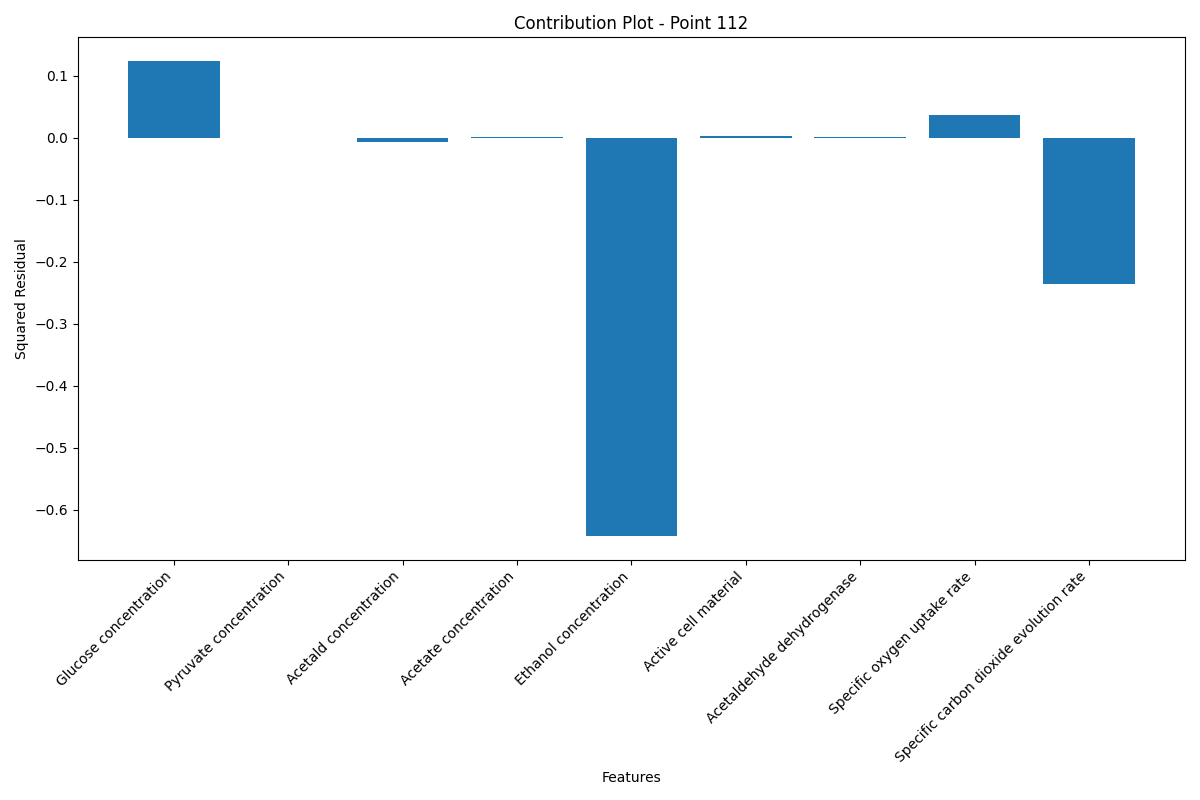 Contribution Plot - Point 112
Squared Residual
0.1
0.0
−0.1
−0.2
−0.3
−0.4
−0.5
−0.6
Glucose concentration
Pyruvate concentration
Acetald concentration
Acetate concentration
Ethanol concentration
Active cell material
Acetaldehyde dehydrogenase
Specific oxygen uptake rate
Specific carbon dioxide evolution rate
Features